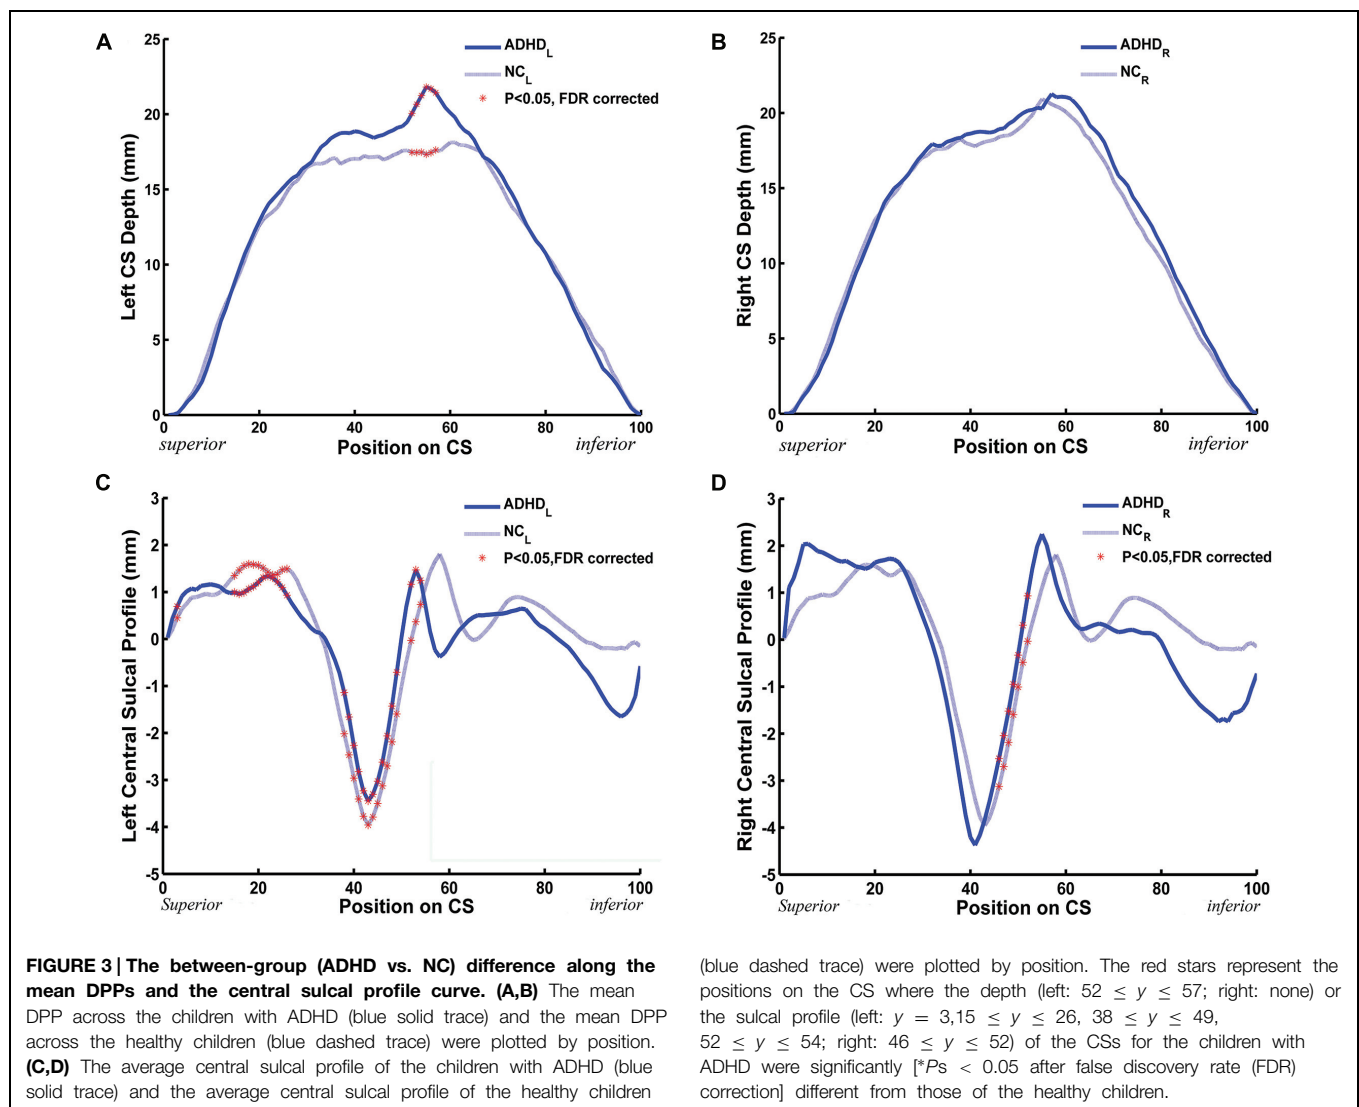 A
25
20
15
10
5
0
Left CS Depth (mm)
ADHD_L
NC_L
P<0.05, FDR corrected
0 20 40 60 80 100
superior Position on CS inferior
B
25
20
15
10
5
0
Right CS Depth (mm)
ADHD_R
NC_R
0 20 40 60 80 100
superior Position on CS inferior
C
3
2
1
0
-1
-2
-3
-4
-5
Left Central Sulcal Profile (mm)
ADHD_L
NC_L
P<0.05,FDR corrected
0 20 40 60 80 100
Superior Position on CS inferior
D
3
2
1
0
-1
-2
-3
-4
-5
Right Central Sulcal Profile (mm)
ADHD_R
NC_R
P<0.05,FDR corrected
0 20 40 60 80 100
Superior Position on CS inferior
FIGURE 3 | The between-group (ADHD vs. NC) difference along the
mean DPPs and the central sulcal profile curve. (A,B) The mean
DPP across the children with ADHD (blue solid trace) and the mean DPP
across the healthy children (blue dashed trace) were plotted by position.
(C,D) The average central sulcal profile of the children with ADHD (blue
solid trace) and the average central sulcal profile of the healthy children
(blue dashed trace) were plotted by position. The red stars represent the
positions on the CS where the depth (left: 52 ≤ y ≤ 57; right: none) or
the sulcal profile (left: y = 3,15 ≤ y ≤ 26, 38 ≤ y ≤ 49,
52 ≤ y ≤ 54; right: 46 ≤ y ≤ 52) of the CSs for the children with
ADHD were significantly [*Ps < 0.05 after false discovery rate (FDR)
correction] different from those of the healthy children.